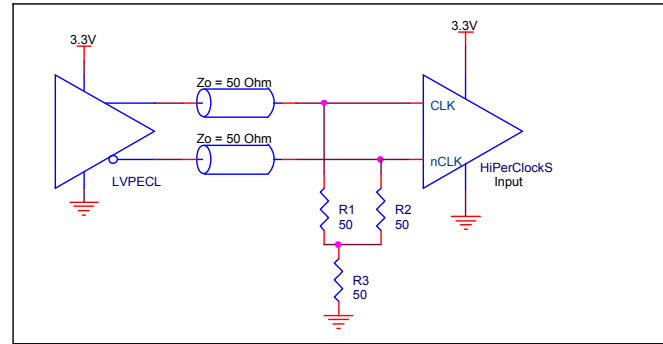 3.3V
3.3V
Zo = 50 Ohm
CLK
Zo = 50 Ohm
nCLK
HiPerClockS
Input
LVPECL
R1
50
R2
50
R3
50